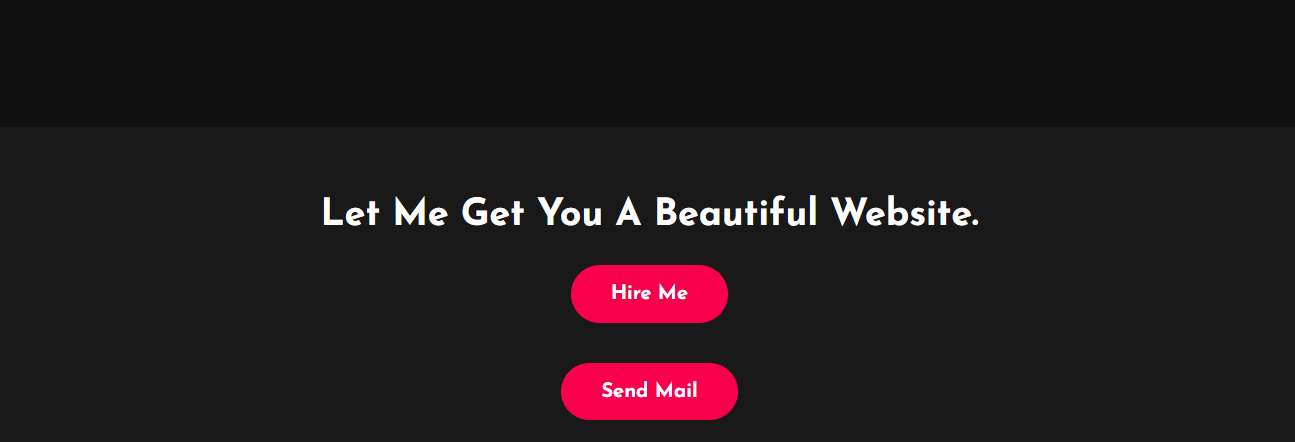 Let Me Get You A Beautiful Website.
Hire Me
Send Mail